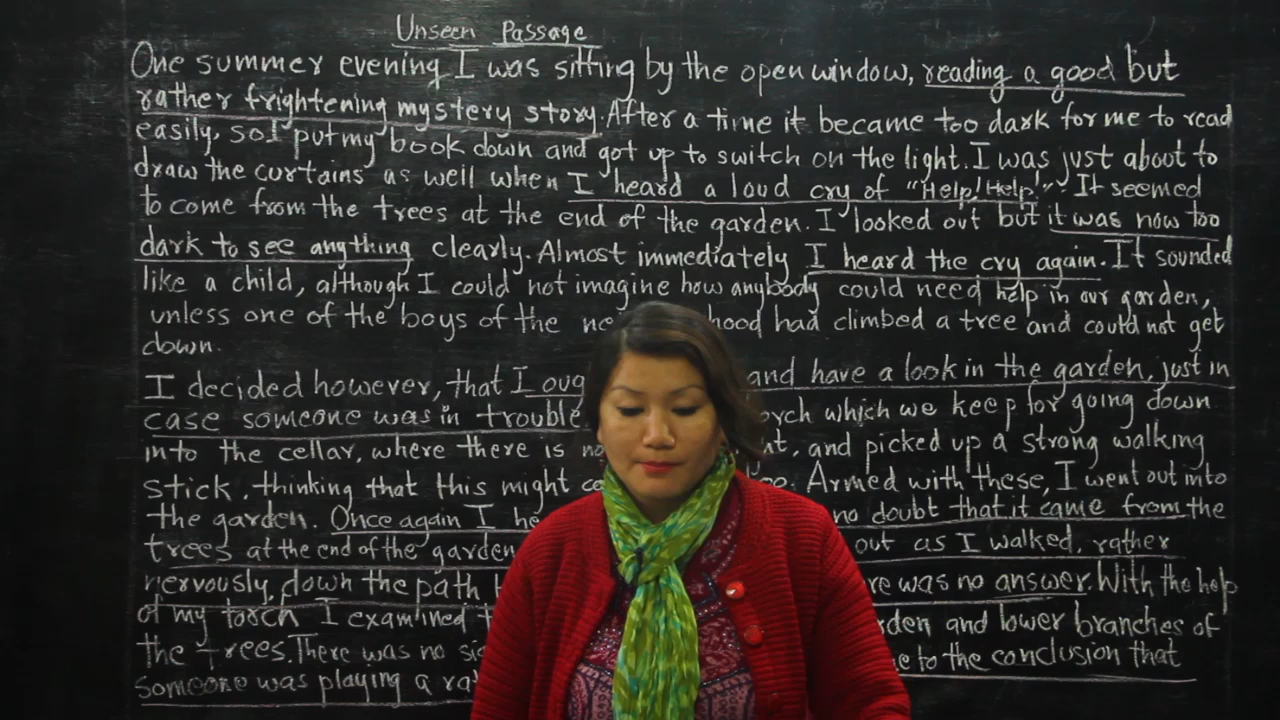 Unseen Passage
One summer evening I was sitting by the open window, reading a good but
rather frightening mystery story. After a time it became too dark for me to read
easily, so I put my book down and got up to switch on the light. I was just about to
draw the curtains as well when I heard a loud cry of "Help! Help!" It seemed
to come from the trees at the end of the garden. I looked out but it was now too
dark to see anything clearly. Almost immediately I heard the cry again. It sounded
like a child, although I could not imagine how anybody could need help in our garden,
unless one of the boys of the hood had climbed a tree and could not get
down.
I decided however, that I and have a look in the garden, just in
case someone was in trouble which we keep for going down
into the cellar, where there is and picked up a strong walking
stick, thinking that this might Armed with these, I went out into
the garden. Once again I no doubt that it came from the
trees at the end of the garden out as I walked, rather
nervously, down the path was no answer. With the help
of my torch I examined and lower branches of
the trees. There was no to the conclusion that
someone was playing a